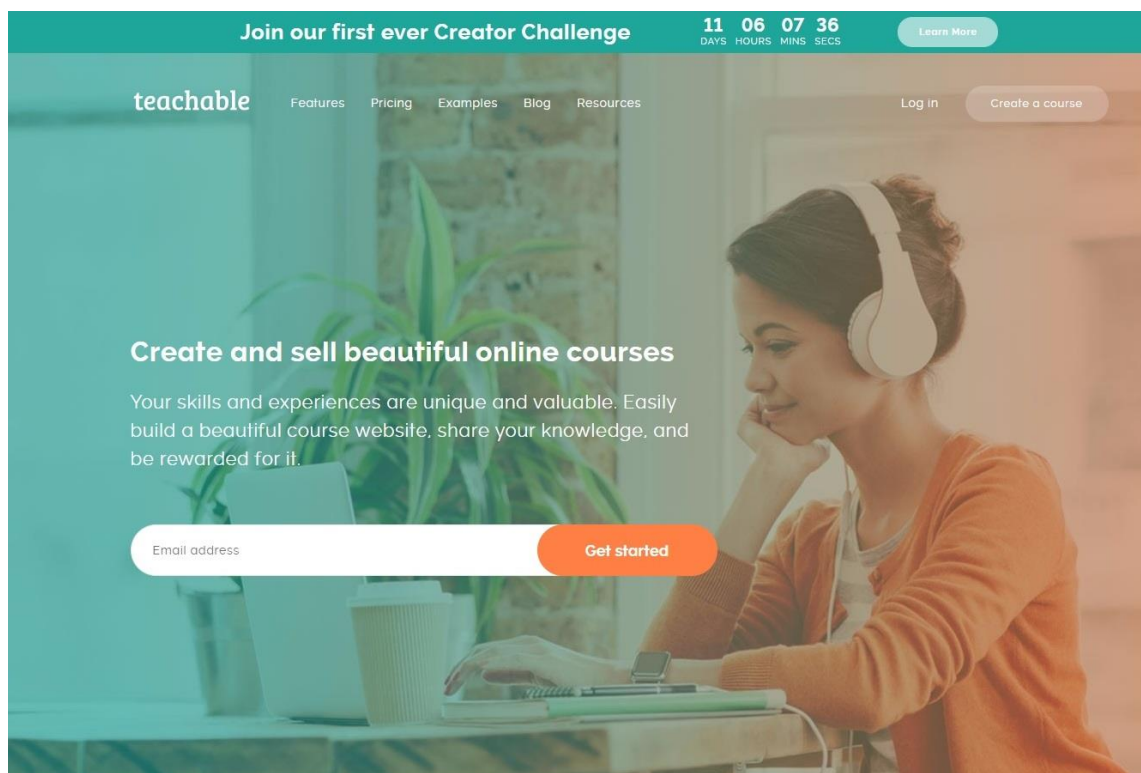 Join our first ever Creator Challenge
11 06 07 36
DAYS HOURS MINS SECS
Learn More
teachable
Features Pricing Examples Blog Resources
Log in
Create a course
Create and sell beautiful online courses
Your skills and experiences are unique and valuable. Easily
build a beautiful course website, share your knowledge, and
be rewarded for it.
Email address
Get started